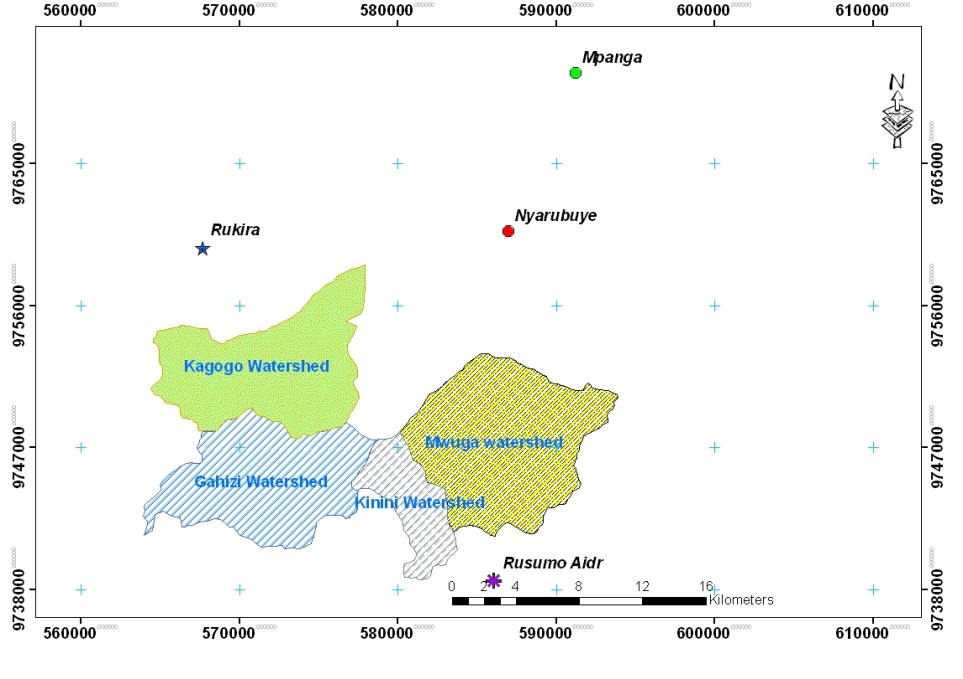 560000 570000 580000 590000 600000 610000
Mpanga
N
9765000 9765000
Nyarubuye
Rukira
9756000 9756000
Kagogo Watershed
9747000 Mwuga watershed 9747000
Gahizi Watershed
Kinini Watershed
Rusumo Aidr
0 2 4 8 12 16
Kilometers
9738000 9738000
560000 570000 580000 590000 600000 610000